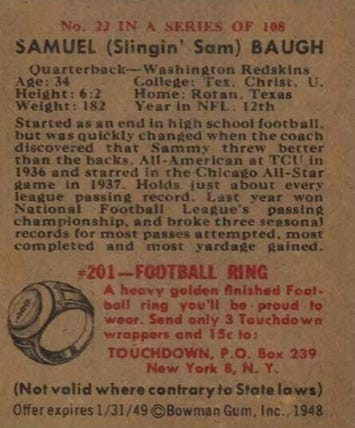 No. 22 IN A SERIES OF 108
SAMUEL (Slingin' Sam) BAUGH
Quarterback—Washington Redskins
Age: 34 College: Tex. Christ. U.
Height: 6:2 Home: Rotan, Texas
Weight: 182 Year in NFL: 12th
Started as an end in high school football,
but was quickly changed when the coach
discovered that Sammy threw better
than the backs. All-American at TCU in
1936 and starred in the Chicago All-Star
game in 1937. Holds just about every
league passing record. Last year won
National Football League's passing
championship, and broke three seasonal
records for most passes attempted, most
completed and most yardage gained.
#201—FOOTBALL RING
A heavy golden finished Foot-
ball ring you'll be proud to
wear. Send only 3 Touchdown
wrappers and 15c to:
TOUCHDOWN, P.O. Box 239
New York 8, N. Y.
(Not valid where contrary to State laws)
Offer expires 1/31/49 ©Bowman Gum, Inc., 1948